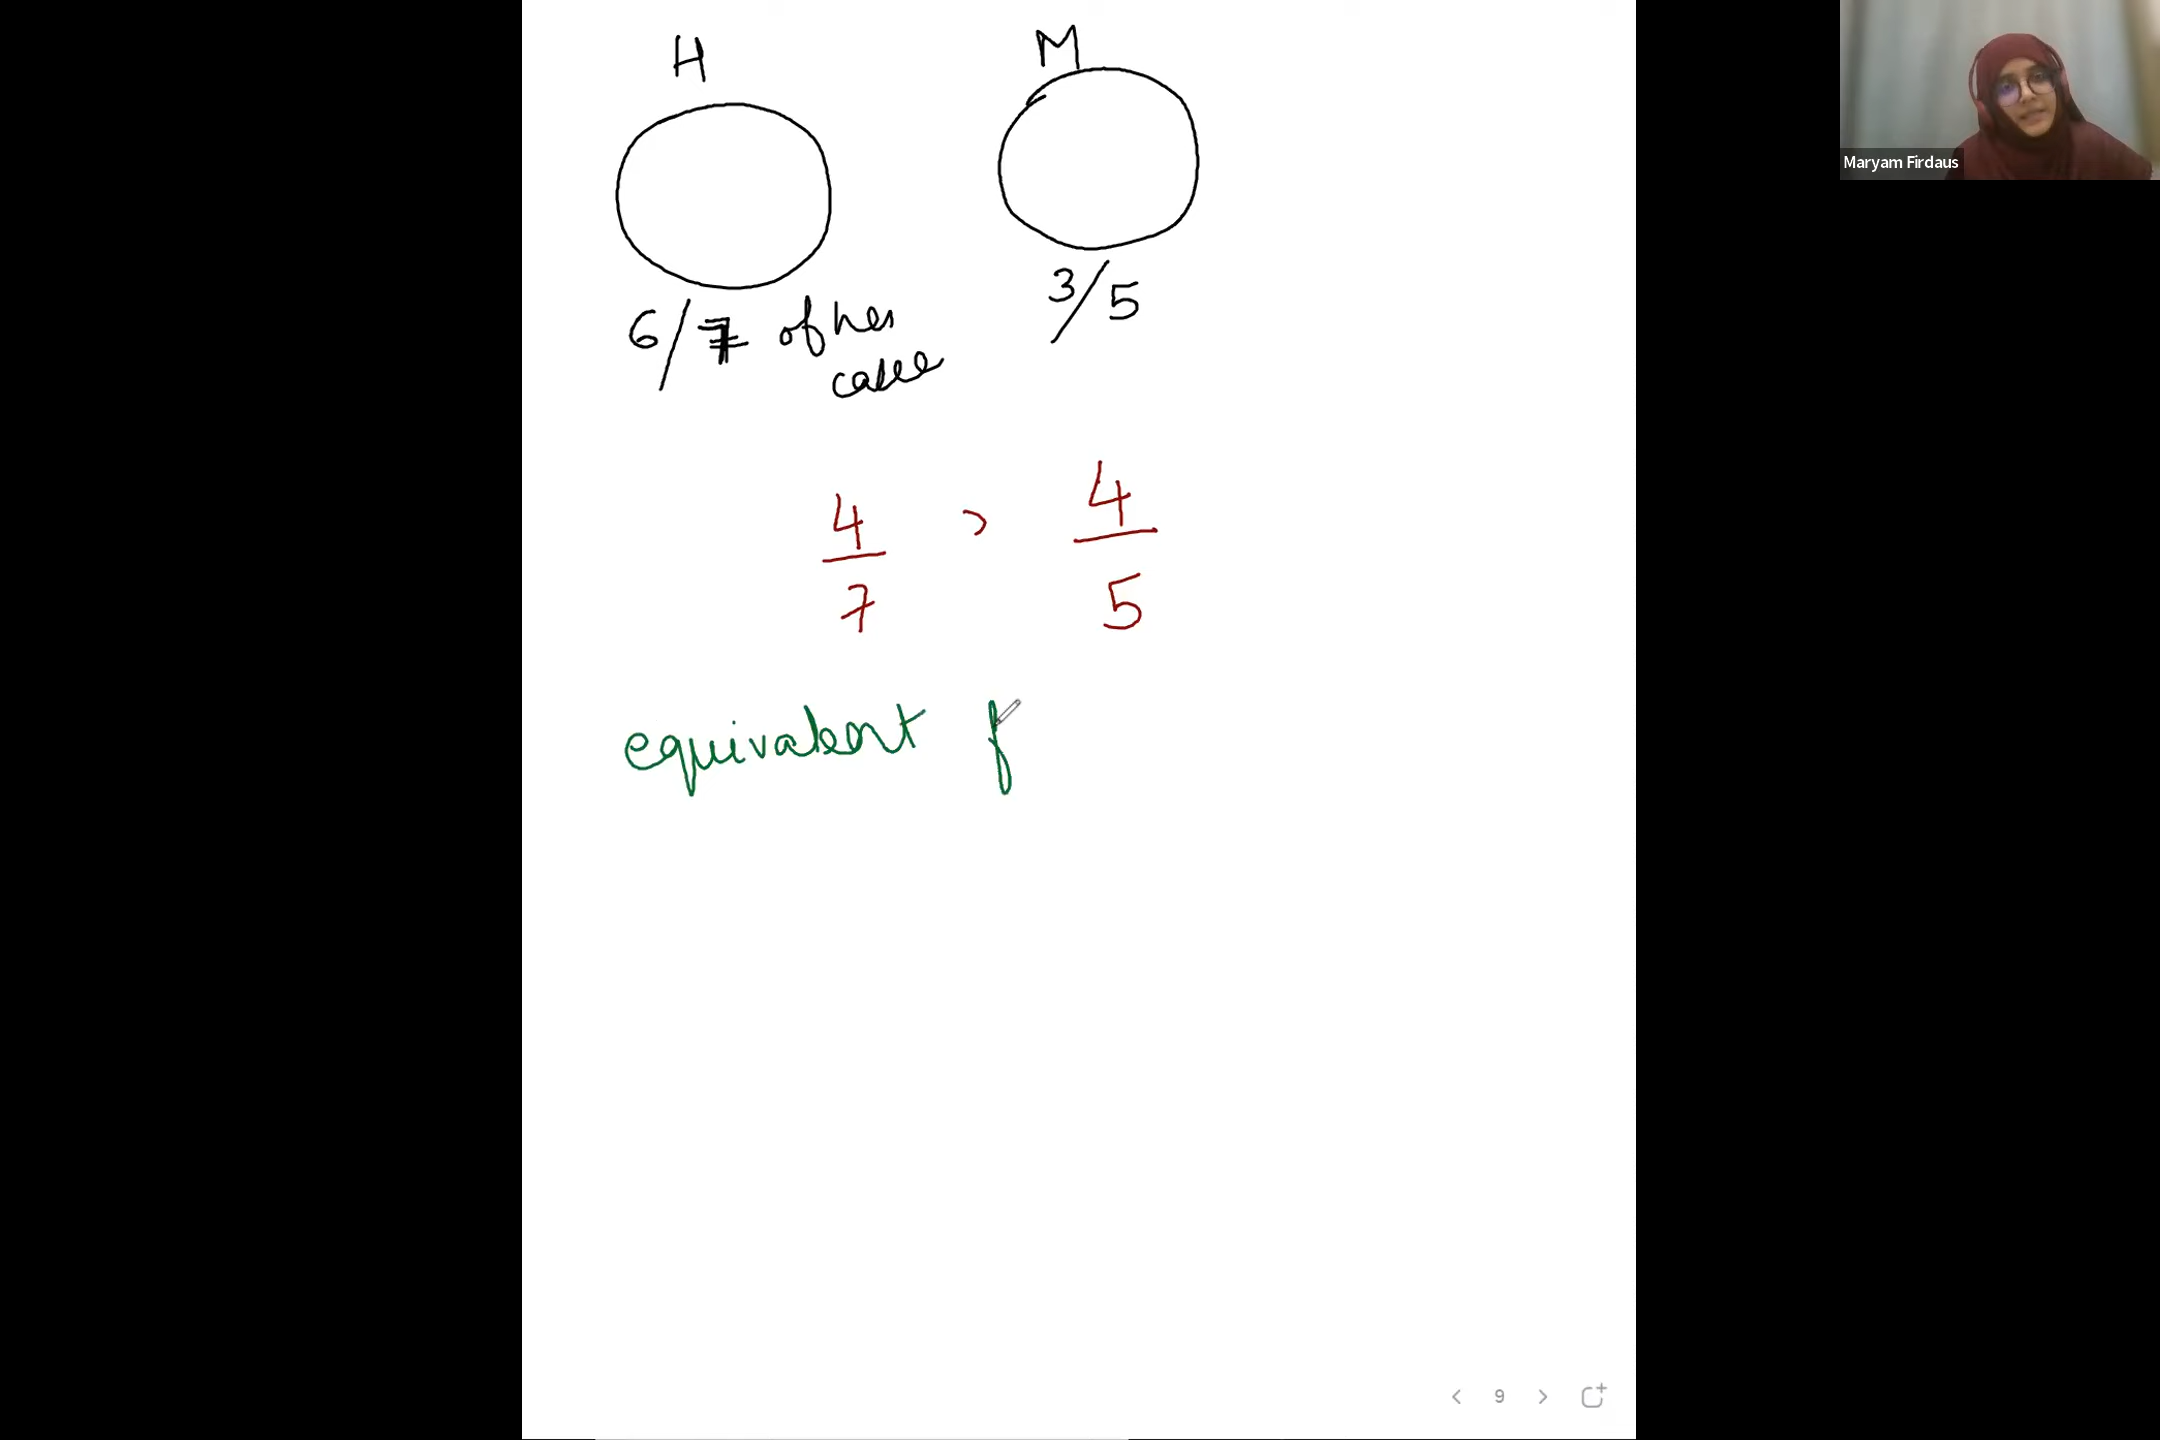 H M
Maryam Firdaus
6/7 of her 3/5
cake
4/7 > 4/5
equivalent f
9